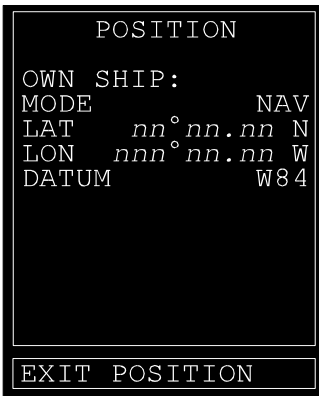 POSITION
OWN SHIP:
MODE NAV
LAT nn°nn.nn N
LON nnn°nn.nn W
DATUM W84
EXIT POSITION